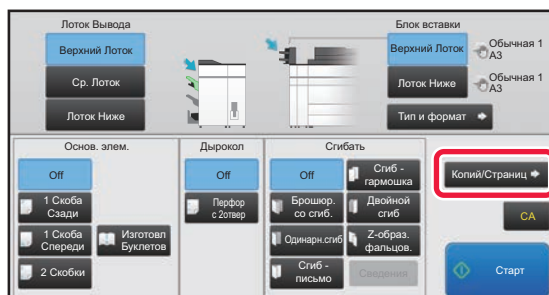 Лоток Вывода
Верхний Лоток
Ср. Лоток
Лоток Ниже
Блок вставки
Верхний Лоток
Обычная 1
A3
Лоток Ниже
Обычная 1
A3
Тип и формат
Основ. элем.
Off
1 Скоба
Сзади
1 Скоба
Спереди
Изготовл
Буклетов
2 Скобки
Дырокол
Off
Перфор
с 2отвер
Сгибать
Off
Сгиб -
гармошка
Брошюр.
со сгиб.
Двойной
сгиб
Одинарн.сгиб
Z-образ.
фальцов.
Сгиб -
письмо
Сведения
Копий/Страниц
CA
Старт